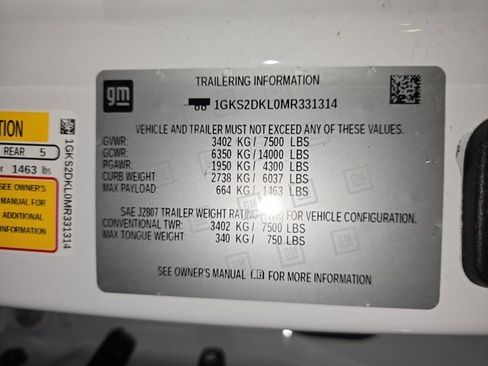 gm
TRAILERING INFORMATION
1GKS2DKL0MR331314
VEHICLE AND TRAILER MUST NOT EXCEED ANY OF THESE VALUES.
GVWR: 3402 KG/ 7500 LBS
GCWR: 6350 KG/ 14000 LBS
PGAWR: 1950 KG/ 4300 LBS
CURB WEIGHT 2738 KG/ 6037 LBS
MAX PAYLOAD: 664 KG/ 1463 LBS
SAE J2807 TRAILER WEIGHT RATING (TWR) FOR VEHICLE CONFIGURATION.
CONVENTIONAL TWR: 3402 KG/ 7500 LBS
MAX TONGUE WEIGHT: 340 KG/ 750 LBS
SEE OWNER'S MANUAL FOR MORE INFORMATION
TION
REAR 5
or 1463 lbs
SEE OWNER'S
MANUAL FOR
ADDITIONAL
INFORMATION
1GKS2DKL0MR331314